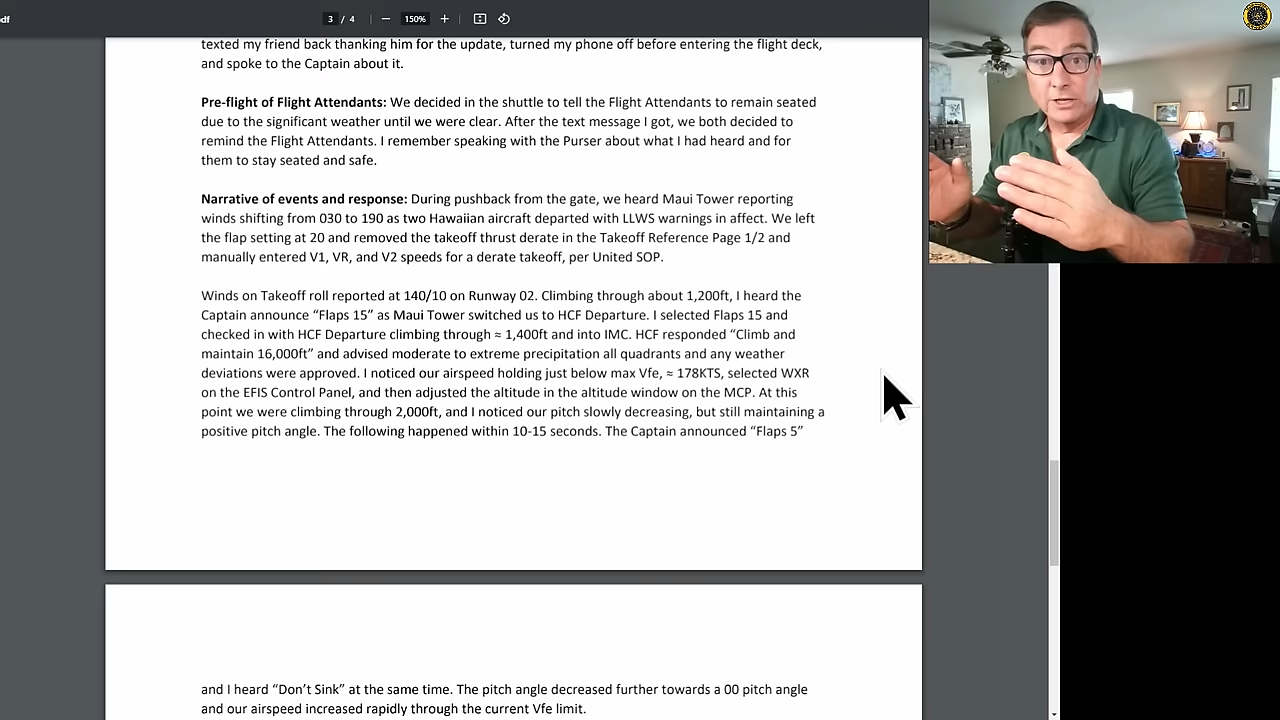 df
3 / 4
150%
texted my friend back thanking him for the update, turned my phone off before entering the flight deck,
and spoke to the Captain about it.
Pre-flight of Flight Attendants: We decided in the shuttle to tell the Flight Attendants to remain seated
due to the significant weather until we were clear. After the text message I got, we both decided to
remind the Flight Attendants. I remember speaking with the Purser about what I had heard and for
them to stay seated and safe.
Narrative of events and response: During pushback from the gate, we heard Maui Tower reporting
winds shifting from 030 to 190 as two Hawaiian aircraft departed with LLWS warnings in affect. We left
the flap setting at 20 and removed the takeoff thrust derate in the Takeoff Reference Page 1/2 and
manually entered V1, VR, and V2 speeds for a derate takeoff, per United SOP.
Winds on Takeoff roll reported at 140/10 on Runway 02. Climbing through about 1,200ft, I heard the
Captain announce “Flaps 15” as Maui Tower switched us to HCF Departure. I selected Flaps 15 and
checked in with HCF Departure climbing through ≈ 1,400ft and into IMC. HCF responded “Climb and
maintain 16,000ft” and advised moderate to extreme precipitation all quadrants and any weather
deviations were approved. I noticed our airspeed holding just below max Vfe, ≈ 178KTS, selected WXR
on the EFIS Control Panel, and then adjusted the altitude in the altitude window on the MCP. At this
point we were climbing through 2,000ft, and I noticed our pitch slowly decreasing, but still maintaining a
positive pitch angle. The following happened within 10-15 seconds. The Captain announced “Flaps 5”
and I heard “Don’t Sink” at the same time. The pitch angle decreased further towards a 00 pitch angle
and our airspeed increased rapidly through the current Vfe limit.